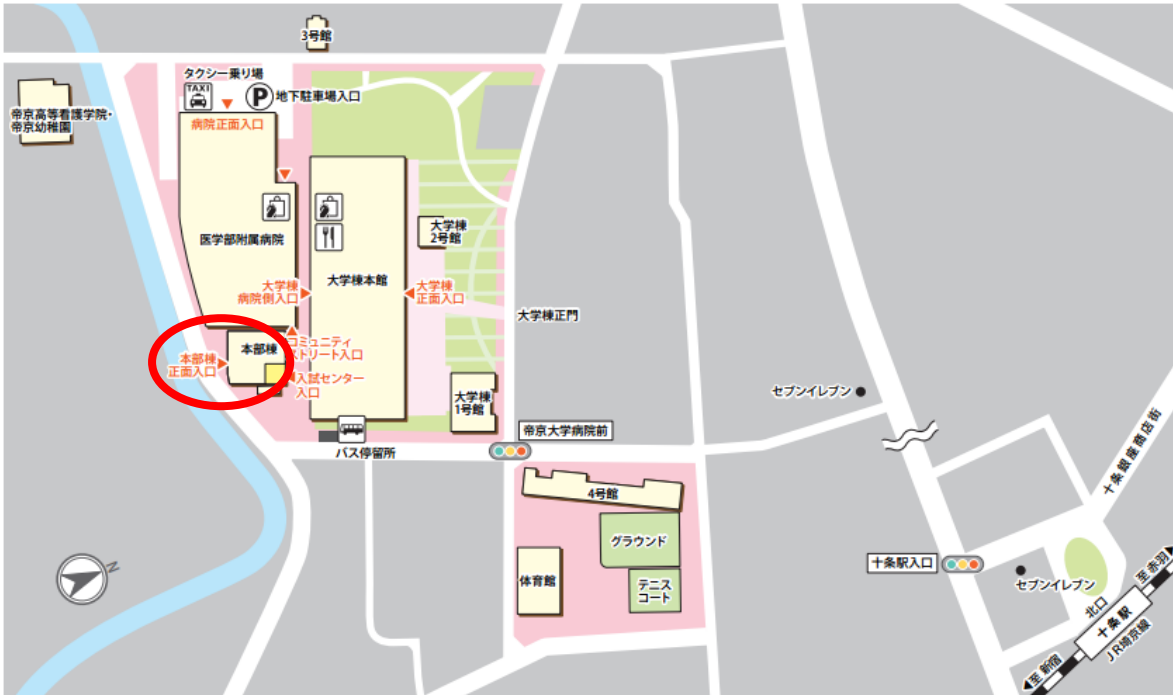 3号館
タクシー乗り場
TAXI
P
地下駐車場入口
帝京高等看護学院・
帝京幼稚園
病院正面入口
医学部附属病院
大学棟
2号館
大学棟本館
大学棟
病院側入口
大学棟
正面入口
大学棟正門
本部棟
コミュニティ
ストリート入口
本部棟
正面入口
入試センター
入口
大学棟
1号館
セブンイレブン
帝京大学病院前
バス停留所
十条銀座商店街
4号館
グラウンド
体育館
テニス
コート
十条駅入口
セブンイレブン
至赤羽
北口
十条駅
JR埼京線
至新宿
N